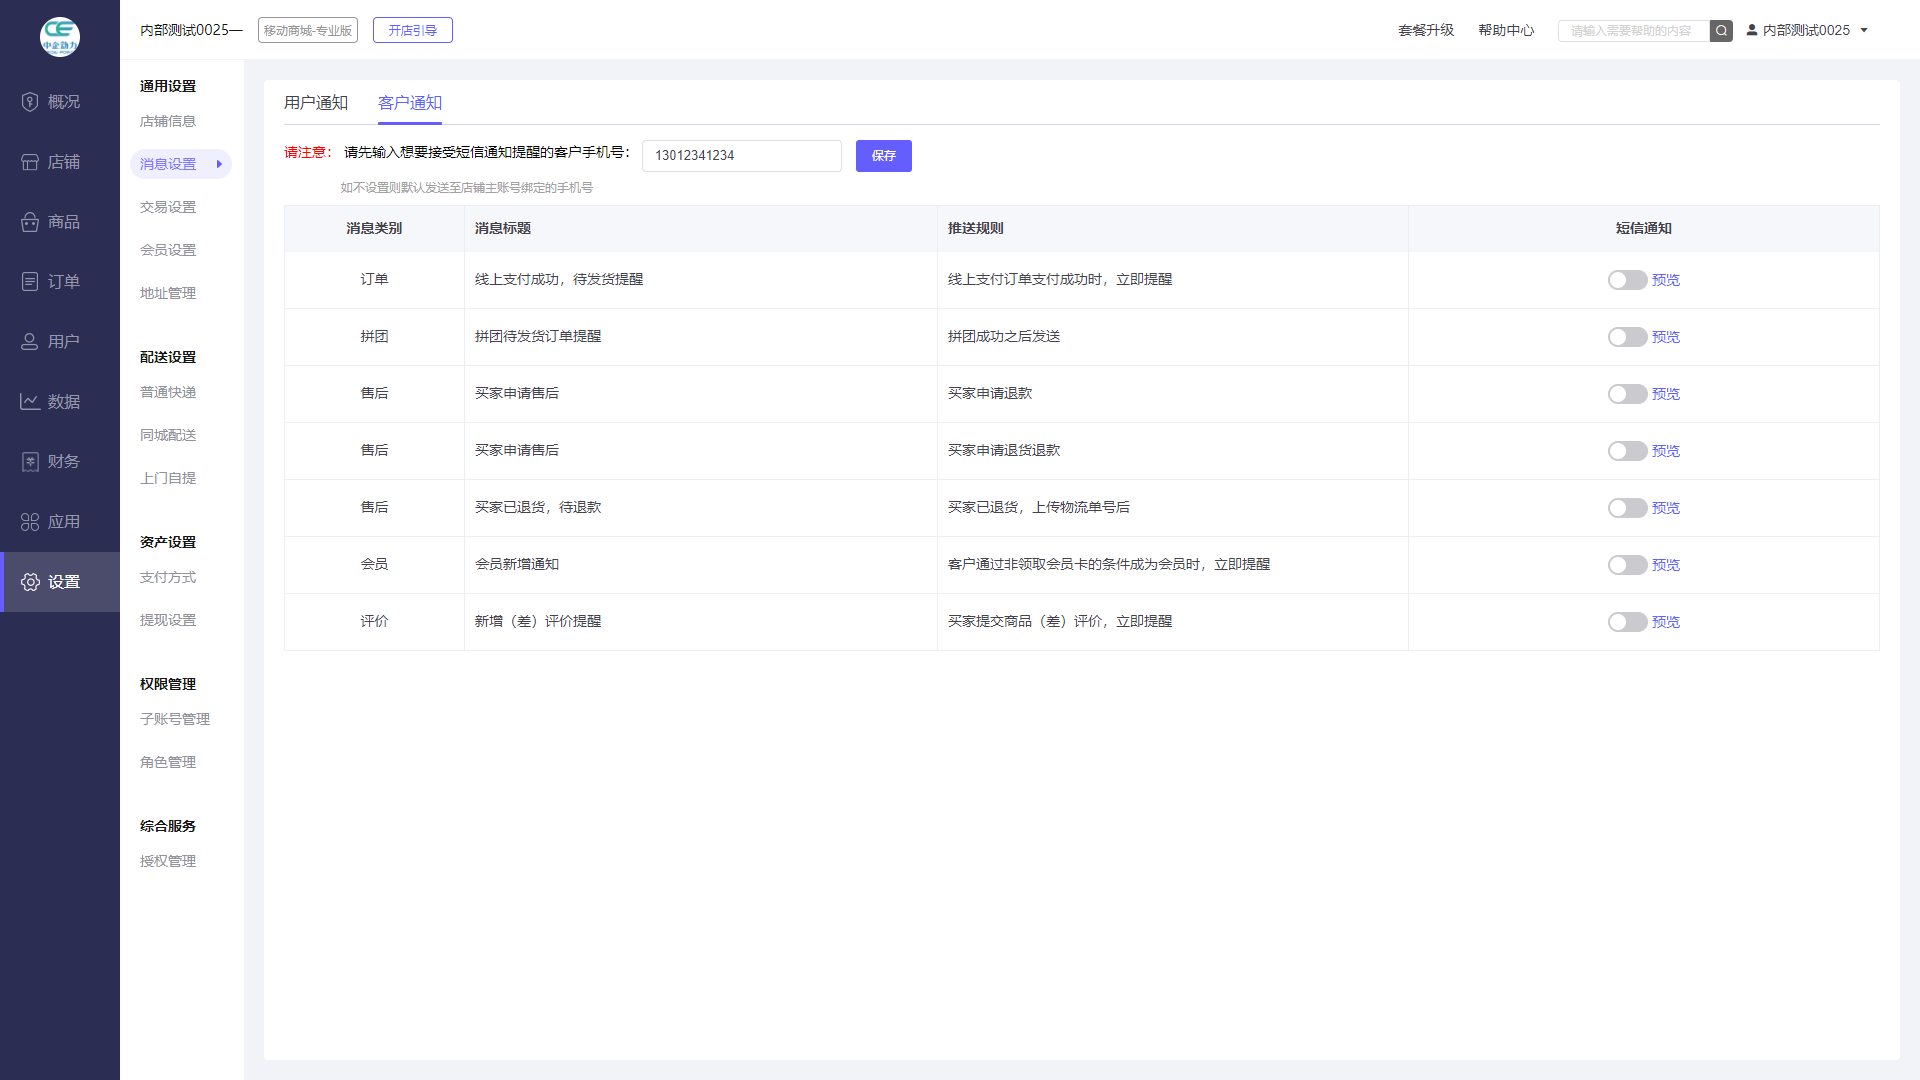 中企动力
内部测试0025—
移动商城-专业版
开店引导
套餐升级
帮助中心
请输入需要帮助的内容
内部测试0025
概况
店铺
商品
订单
用户
数据
财务
应用
设置
通用设置
店铺信息
消息设置
交易设置
会员设置
地址管理
配送设置
普通快递
同城配送
上门自提
资产设置
支付方式
提现设置
权限管理
子账号管理
角色管理
综合服务
授权管理
用户通知 客户通知
请注意： 请先输入想要接受短信通知提醒的客户手机号： 13012341234 保存
如不设置则默认发送至店铺主账号绑定的手机号
消息类别 消息标题 推送规则 短信通知
订单 线上支付成功，待发货提醒 线上支付订单支付成功时，立即提醒 预览
拼团 拼团待发货订单提醒 拼团成功之后发送 预览
售后 买家申请售后 买家申请退款 预览
售后 买家申请售后 买家申请退货退款 预览
售后 买家已退货，待退款 买家已退货，上传物流单号后 预览
会员 会员新增通知 客户通过非领取会员卡的条件成为会员时，立即提醒 预览
评价 新增（差）评价提醒 买家提交商品（差）评价，立即提醒 预览